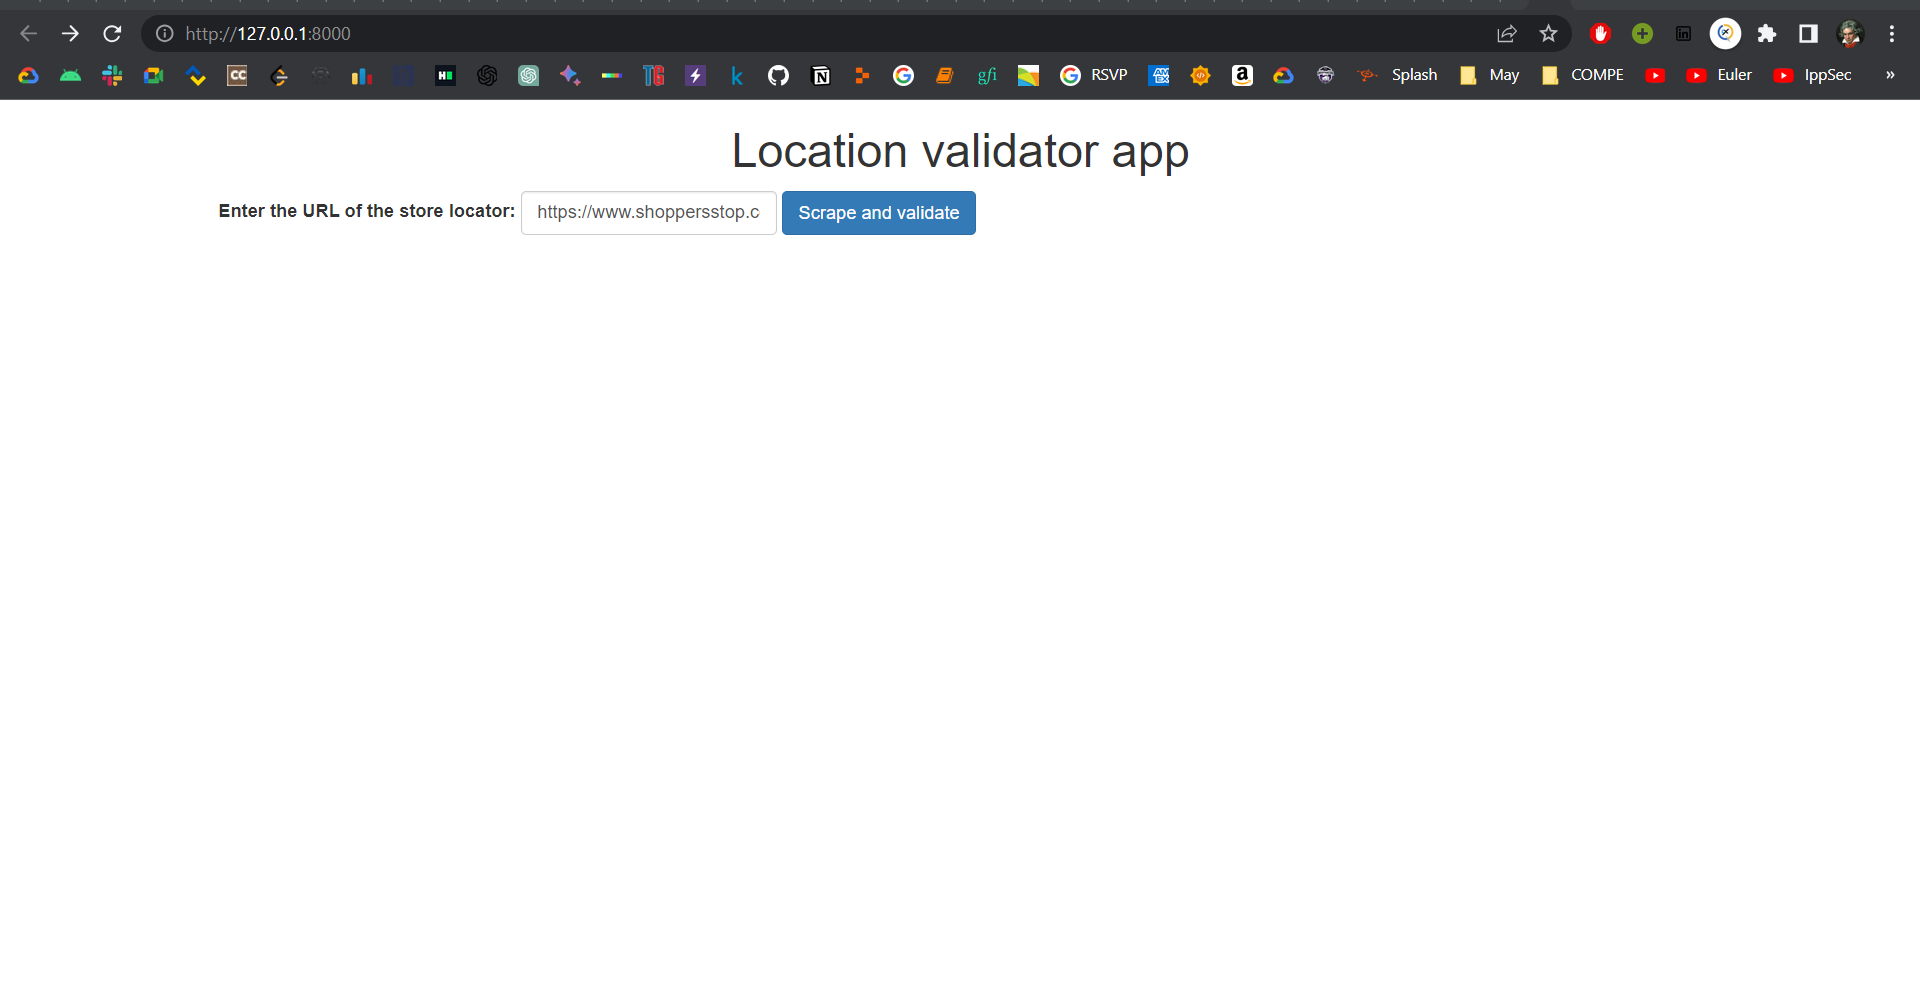 http://127.0.0.1:8000
RSVP Splash May COMPE Euler IppSec »
Location validator app
Enter the URL of the store locator: https://www.shoppersstop.c Scrape and validate